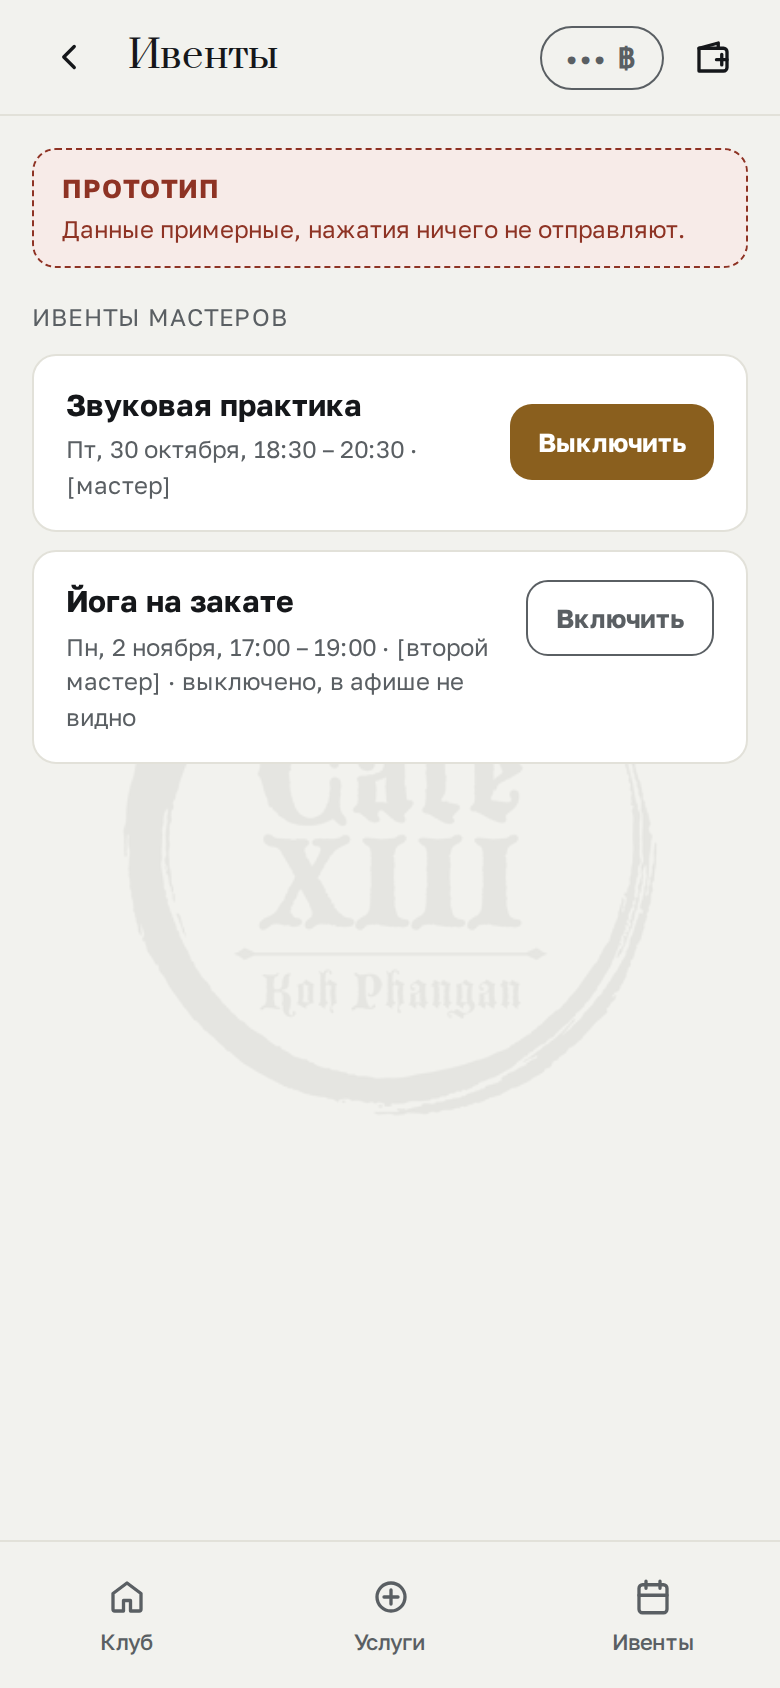 Ивенты
••• ฿
ПРОТОТИП
Данные примерные, нажатия ничего не отправляют.
ИВЕНТЫ МАСТЕРОВ
Звуковая практика
Пт, 30 октября, 18:30 – 20:30 ·
[мастер]
Выключить
Йога на закате
Пн, 2 ноября, 17:00 – 19:00 · [второй
мастер] · выключено, в афише не
видно
Включить
Cafe
XIII
Koh Phangan
Клуб
Услуги
Ивенты